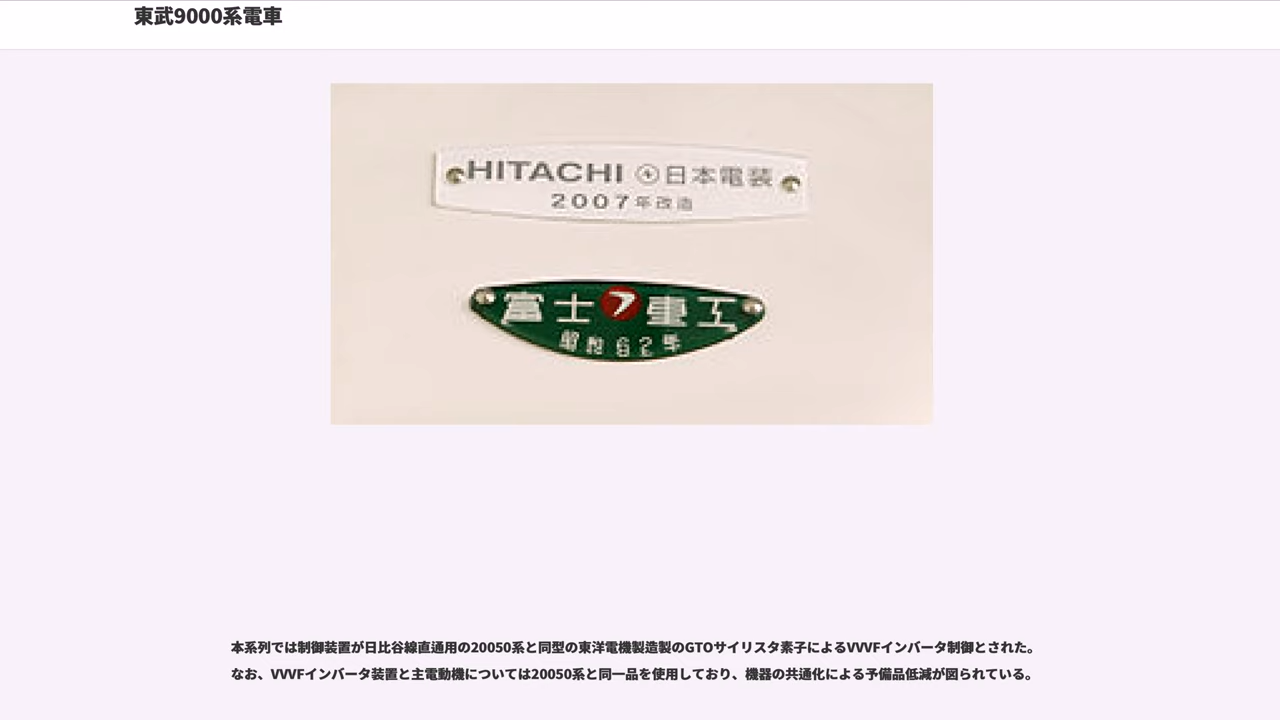 東武9000系電車
HITACHI 日本電装
2007年改造
富士重工
昭和62年
本系列では制御装置が日比谷線直通用の20050系と同型の東洋電機製造製のGTOサイリスタ素子によるVVVFインバータ制御とされた。
なお、VVVFインバータ装置と主電動機については20050系と同一品を使用しており、機器の共通化による予備品低減が図られている。